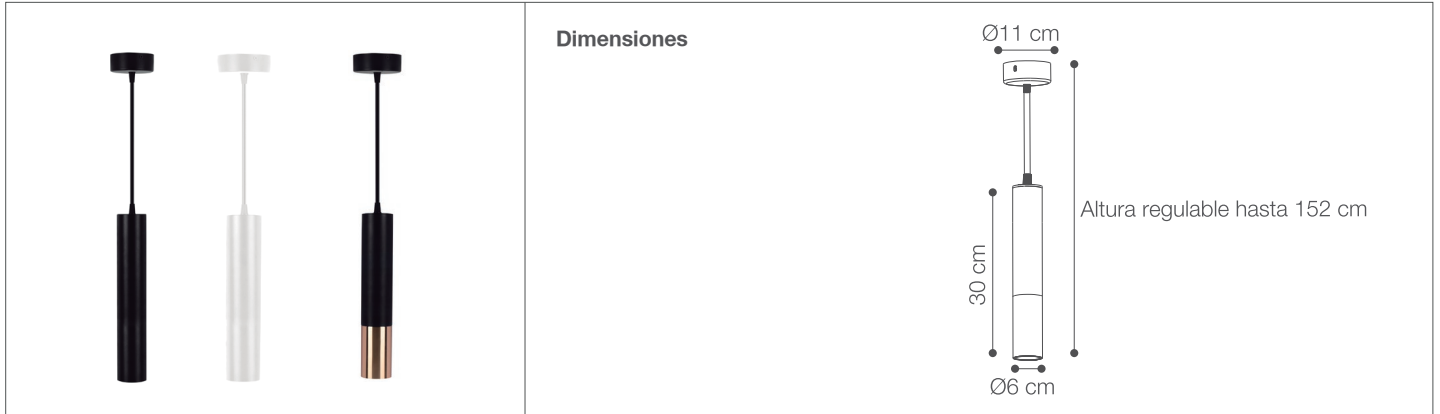 Dimensiones
Ø11 cm
Altura regulable hasta 152 cm
30 cm
Ø6 cm